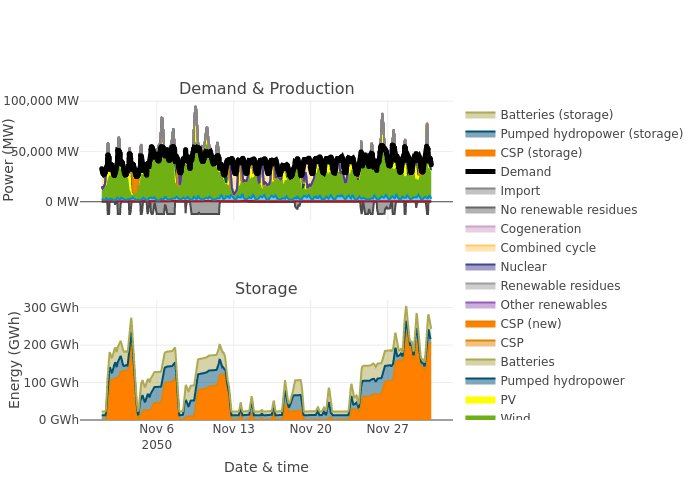 Demand & Production
100,000 MW
50,000 MW
0 MW
Power (MW)
Storage
300 GWh
200 GWh
100 GWh
0 GWh
Energy (GWh)
Nov 6
2050
Nov 13
Nov 20
Nov 27
Date & time
Batteries (storage)
Pumped hydropower (storage)
CSP (storage)
Demand
Import
No renewable residues
Cogeneration
Combined cycle
Nuclear
Renewable residues
Other renewables
CSP (new)
CSP
Batteries
Pumped hydropower
PV
Wind